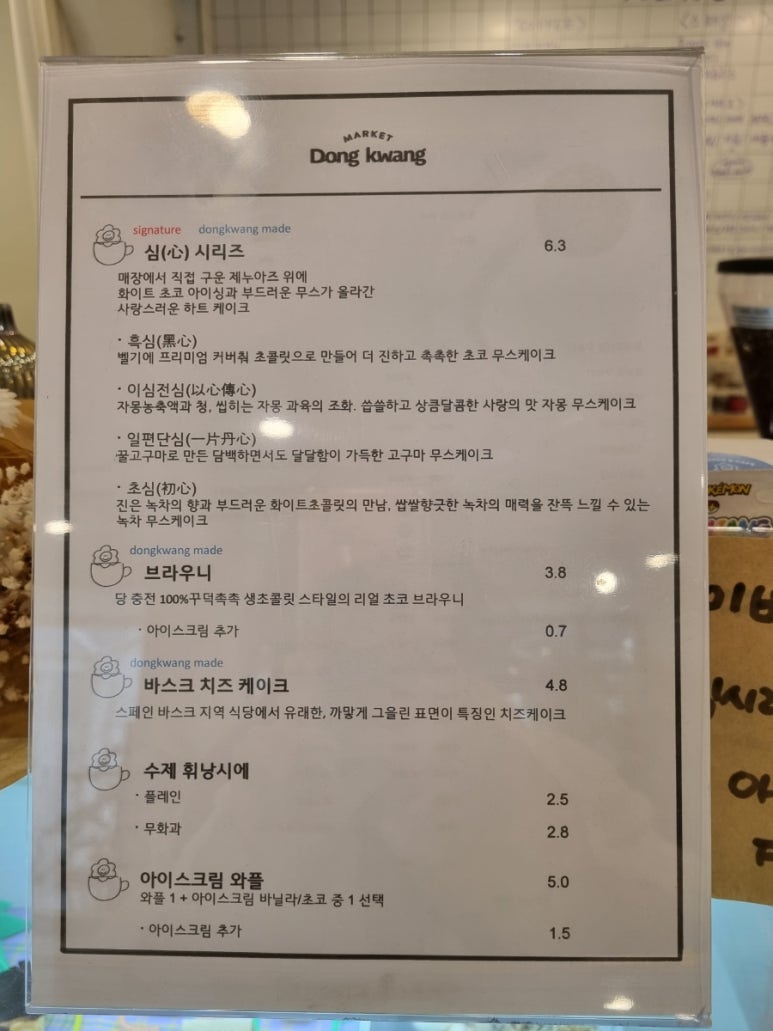 MARKET
Dong kwang
signature dongkwang made
심(心) 시리즈 6.3
매장에서 직접 구운 제누아즈 위에
화이트 초코 아이싱과 부드러운 무스가 올라간
사랑스러운 하트 케이크
· 흑심(黑心)
벨기에 프리미엄 커버춰 초콜릿으로 만들어 더 진하고 촉촉한 초코 무스케이크
· 이심전심(以心傳心)
자몽농축액과 청, 씹히는 자몽 과육의 조화. 씁쓸하고 상큼달콤한 사랑의 맛 자몽 무스케이크
· 일편단심(一片丹心)
꿀고구마로 만든 담백하면서도 달달함이 가득한 고구마 무스케이크
· 초심(初心)
진은 녹차의 향과 부드러운 화이트초콜릿의 만남, 쌉쌀향긋한 녹차의 매력을 잔뜩 느낄 수 있는
녹차 무스케이크
dongkwang made
브라우니 3.8
당 충전 100%꾸덕촉촉 생초콜릿 스타일의 리얼 초코 브라우니
· 아이스크림 추가 0.7
dongkwang made
바스크 치즈 케이크 4.8
스페인 바스크 지역 식당에서 유래한, 까맣게 그을린 표면이 특징인 치즈케이크
수제 휘낭시에
· 플레인 2.5
· 무화과 2.8
아이스크림 와플 5.0
와플 1 + 아이스크림 바닐라/초코 중 1 선택
· 아이스크림 추가 1.5